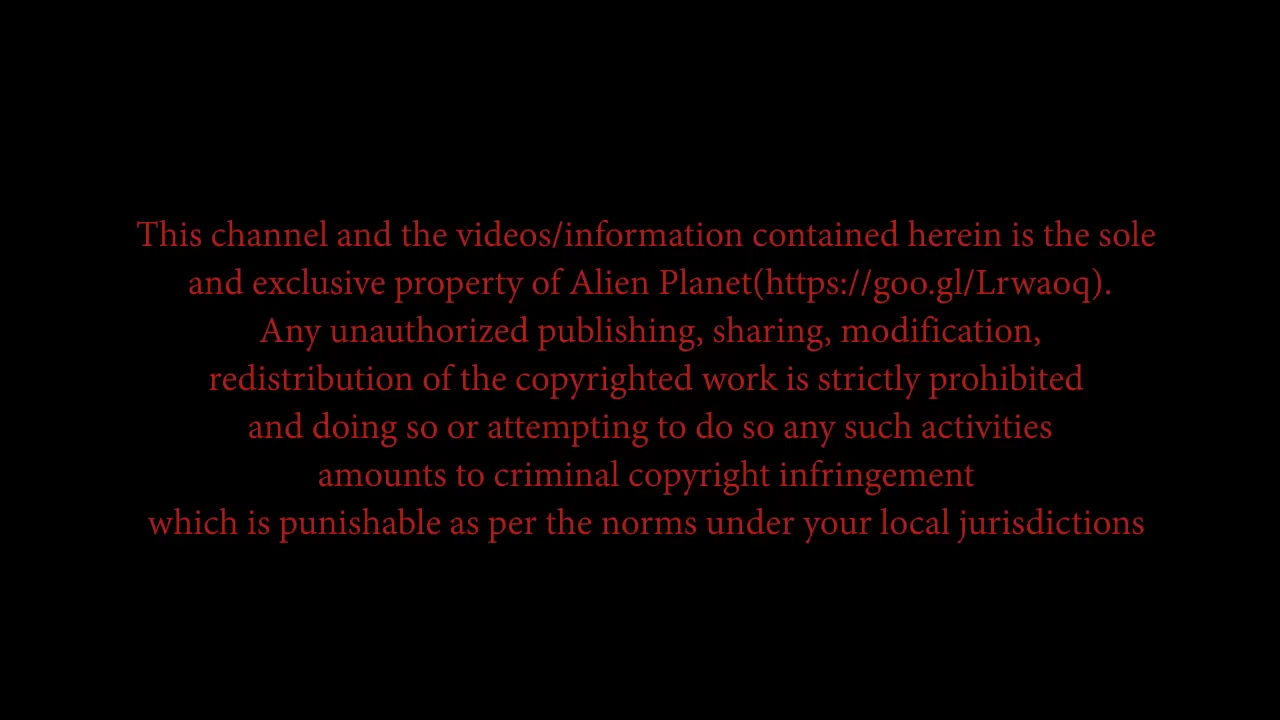 This channel and the videos/information contained herein is the sole
and exclusive property of Alien Planet(https://goo.gl/Lrwaoq).
Any unauthorized publishing, sharing, modification,
redistribution of the copyrighted work is strictly prohibited
and doing so or attempting to do so any such activities
amounts to criminal copyright infringement
which is punishable as per the norms under your local jurisdictions